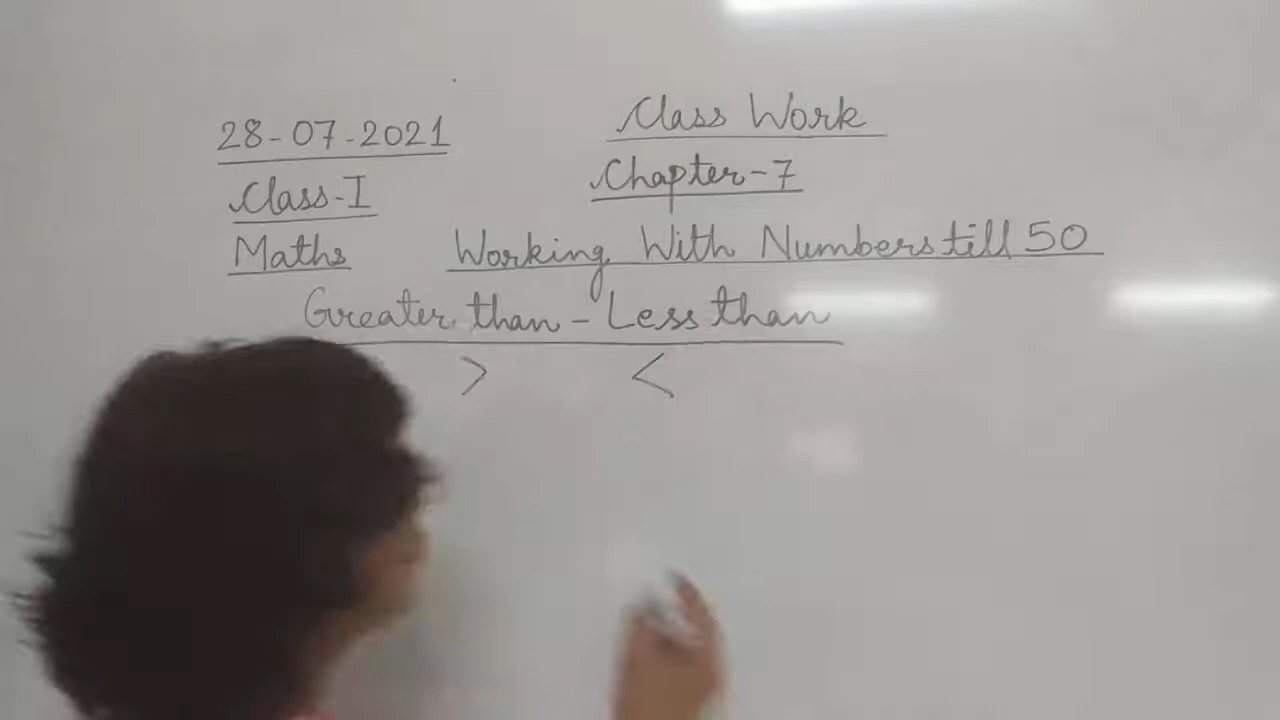 28-07-2021
Class Work
Class-I
Chapter-7
Maths
Working With Numbers till 50
Greater than - Less than
> <